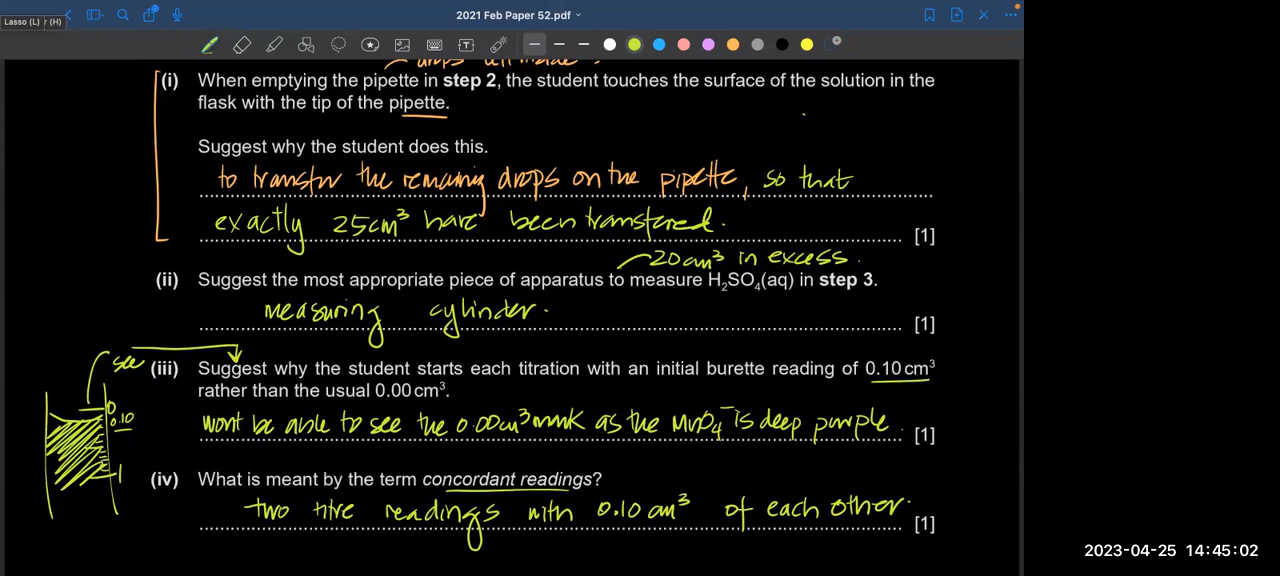 Lasso (L) r (H)
2021 Feb Paper 52.pdf
drops left inside.
(i) When emptying the pipette in step 2, the student touches the surface of the solution in the
flask with the tip of the pipette.
Suggest why the student does this.
to transfer the remaining drops on the pipette, so that
exactly 25cm³ have been transfered.
[1]
20cm³ in excess.
(ii) Suggest the most appropriate piece of apparatus to measure H₂SO₄(aq) in step 3.
measuring cylinder.
[1]
see
(iii) Suggest why the student starts each titration with an initial burette reading of 0.10 cm³
rather than the usual 0.00 cm³.
0
0.10
1
wont be able to see the 0.00cm³ mark as the MnO₄⁻ is deep purple.
[1]
(iv) What is meant by the term concordant readings?
two titre readings with 0.10 cm³ of each other.
[1]
2023-04-25 14:45:02